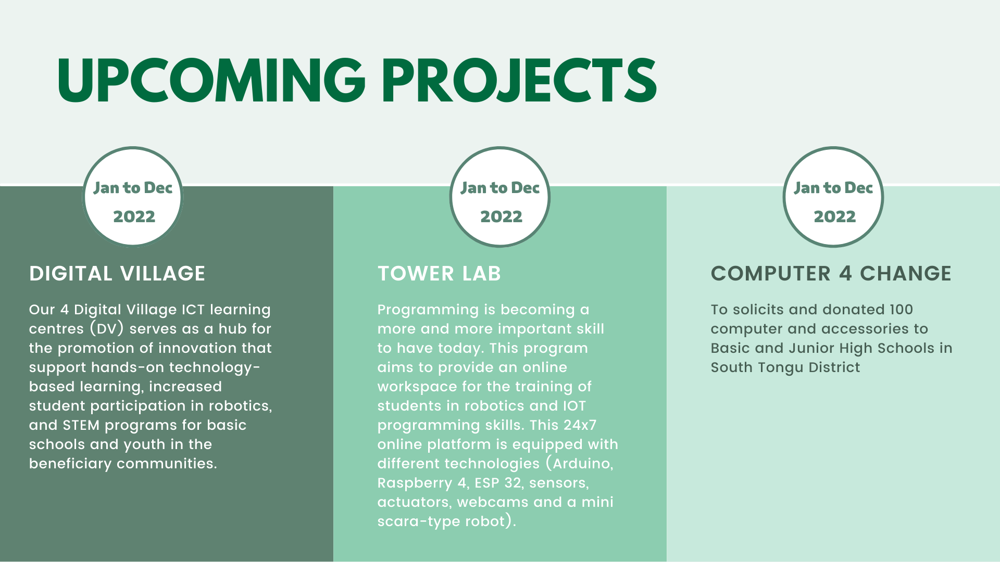 UPCOMING PROJECTS
Jan to Dec
2022
DIGITAL VILLAGE
Our 4 Digital Village ICT learning
centres (DV) serves as a hub for
the promotion of innovation that
support hands-on technology-
based learning, increased
student participation in robotics,
and STEM programs for basic
schools and youth in the
beneficiary communities.
Jan to Dec
2022
TOWER LAB
Programming is becoming a
more and more important skill
to have today. This program
aims to provide an online
workspace for the training of
students in robotics and IOT
programming skills. This 24x7
online platform is equipped with
different technologies (Arduino,
Raspberry 4, ESP 32, sensors,
actuators, webcams and a mini
scara-type robot).
Jan to Dec
2022
COMPUTER 4 CHANGE
To solicits and donated 100
computer and accessories to
Basic and Junior High Schools in
South Tongu District